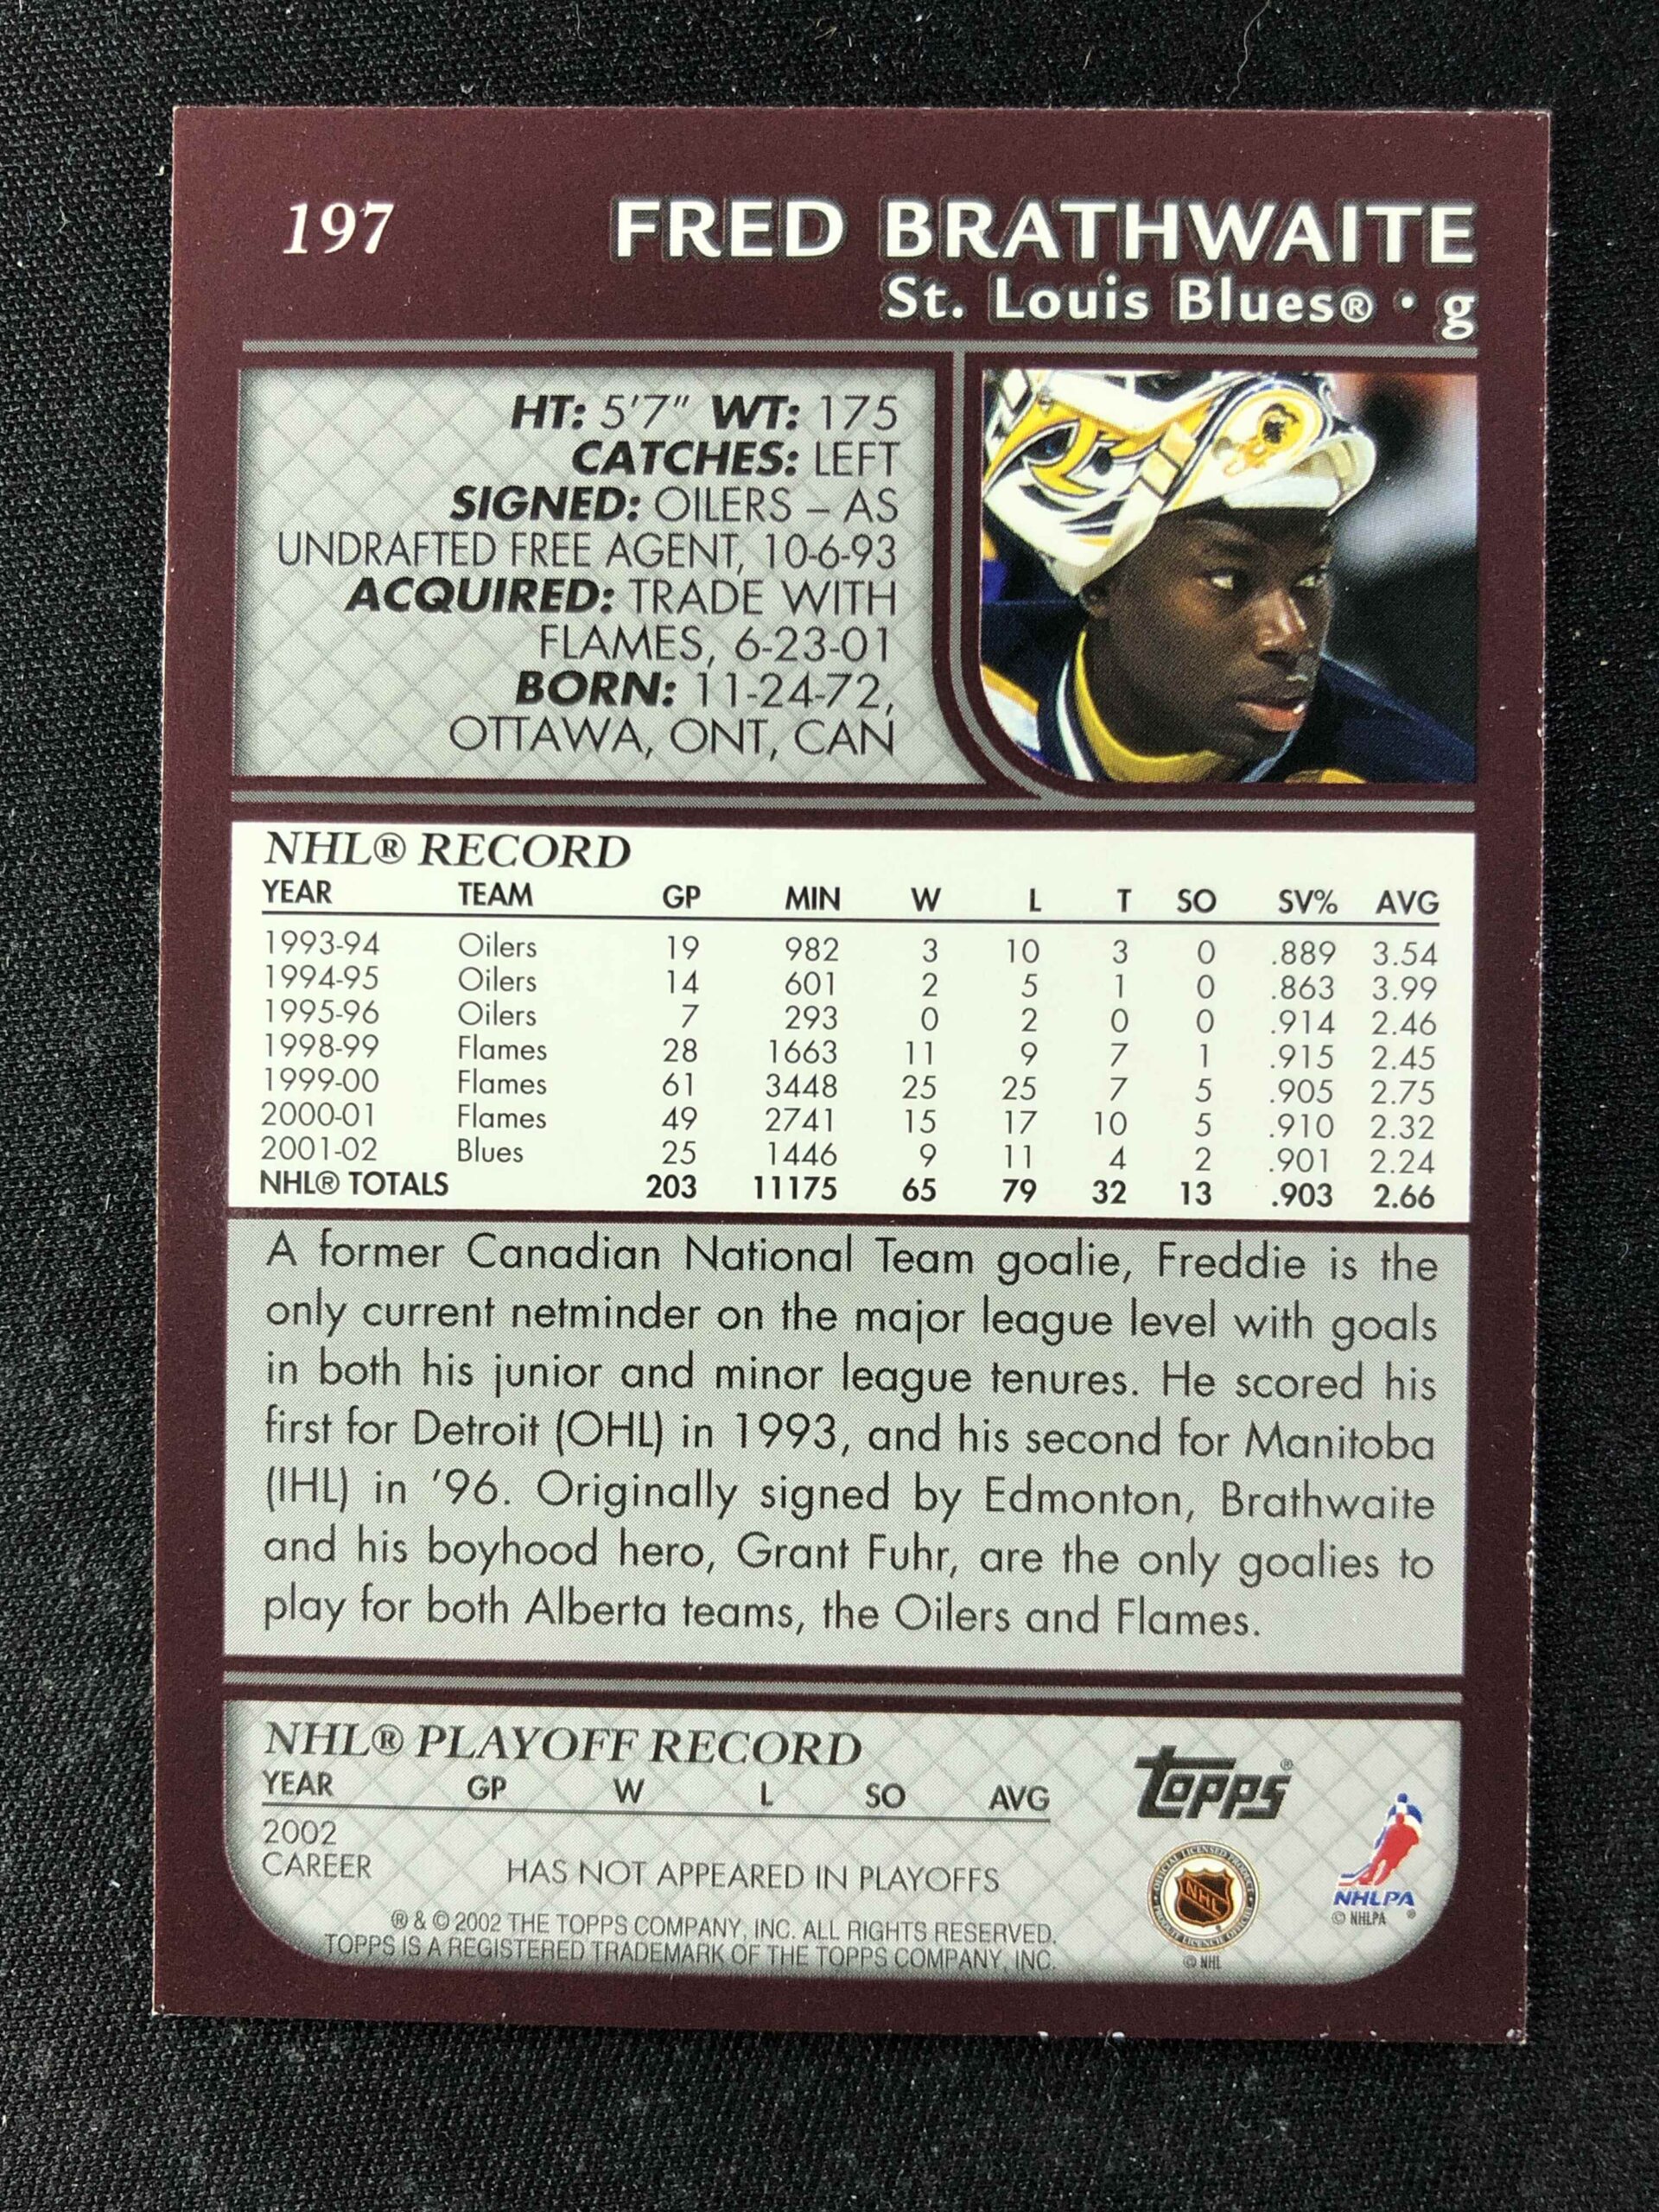 197
FRED BRATHWAITE
St. Louis Blues® • g
HT: 5'7" WT: 175
CATCHES: LEFT
SIGNED: OILERS – AS
UNDRAFTED FREE AGENT, 10-6-93
ACQUIRED: TRADE WITH
FLAMES, 6-23-01
BORN: 11-24-72,
OTTAWA, ONT, CAN
NHL® RECORD
YEAR TEAM GP MIN W L T SO SV% AVG
1993-94 Oilers 19 982 3 10 3 0 .889 3.54
1994-95 Oilers 14 601 2 5 1 0 .863 3.99
1995-96 Oilers 7 293 0 2 0 0 .914 2.46
1998-99 Flames 28 1663 11 9 7 1 .915 2.45
1999-00 Flames 61 3448 25 25 7 5 .905 2.75
2000-01 Flames 49 2741 15 17 10 5 .910 2.32
2001-02 Blues 25 1446 9 11 4 2 .901 2.24
NHL® TOTALS 203 11175 65 79 32 13 .903 2.66
A former Canadian National Team goalie, Freddie is the
only current netminder on the major league level with goals
in both his junior and minor league tenures. He scored his
first for Detroit (OHL) in 1993, and his second for Manitoba
(IHL) in '96. Originally signed by Edmonton, Brathwaite
and his boyhood hero, Grant Fuhr, are the only goalies to
play for both Alberta teams, the Oilers and Flames.
NHL® PLAYOFF RECORD
YEAR GP W L SO AVG
2002
CAREER HAS NOT APPEARED IN PLAYOFFS
® & © 2002 THE TOPPS COMPANY, INC. ALL RIGHTS RESERVED.
TOPPS IS A REGISTERED TRADEMARK OF THE TOPPS COMPANY, INC.
topps®
OFFICIAL LICENSED PRODUCT
NHL
© NHL
NHLPA
© NHLPA ®